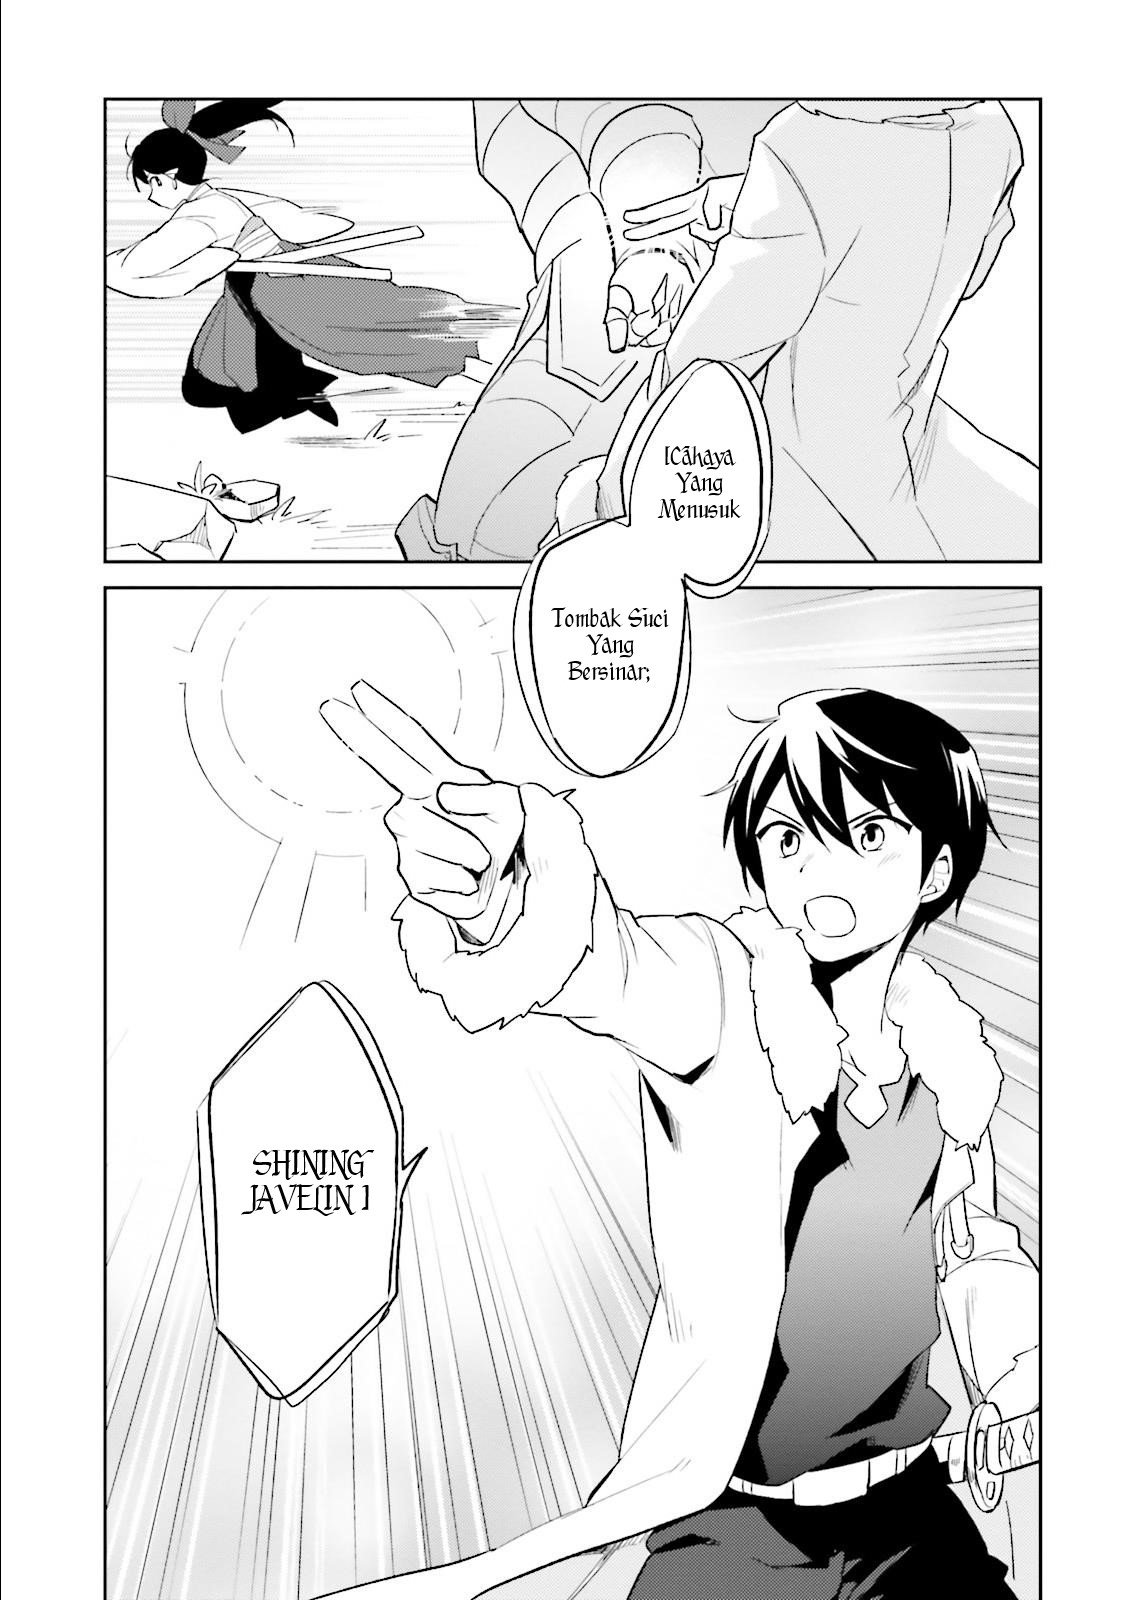 [Cahaya
Yang
Menusuk
Tombak Suci
Yang
Bersinar;
SHINING
JAVELIN ]